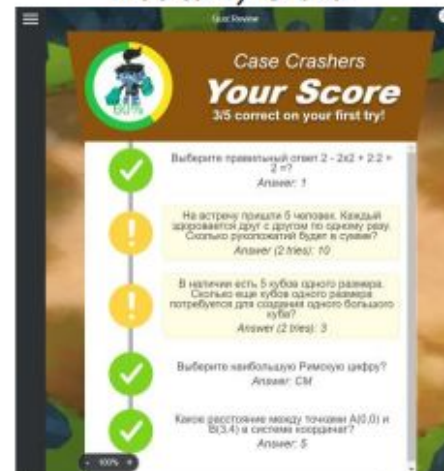 Quiz Review
Case Crashers
60%
Your Score
3/5 correct on your first try!
Выберите правильный ответ 2 - 2x2 + 2:2 =
2 =?
Answer: 1
На встречу пришли 5 человек. Каждый
здоровается друг с другом по одному разу.
Сколько рукопожатий будет в сумме?
Answer (2 tries): 10
В наличии есть 5 кубов одного размера.
Сколько еще кубов одного размера
потребуется для создания одного большого
куба?
Answer (2 tries): 3
Выберите наибольшую Римскую цифру?
Answer: CM
Какое расстояние между точками A(0,0) и
B(3,4) в системе координат?
Answer: 5
- 100% +